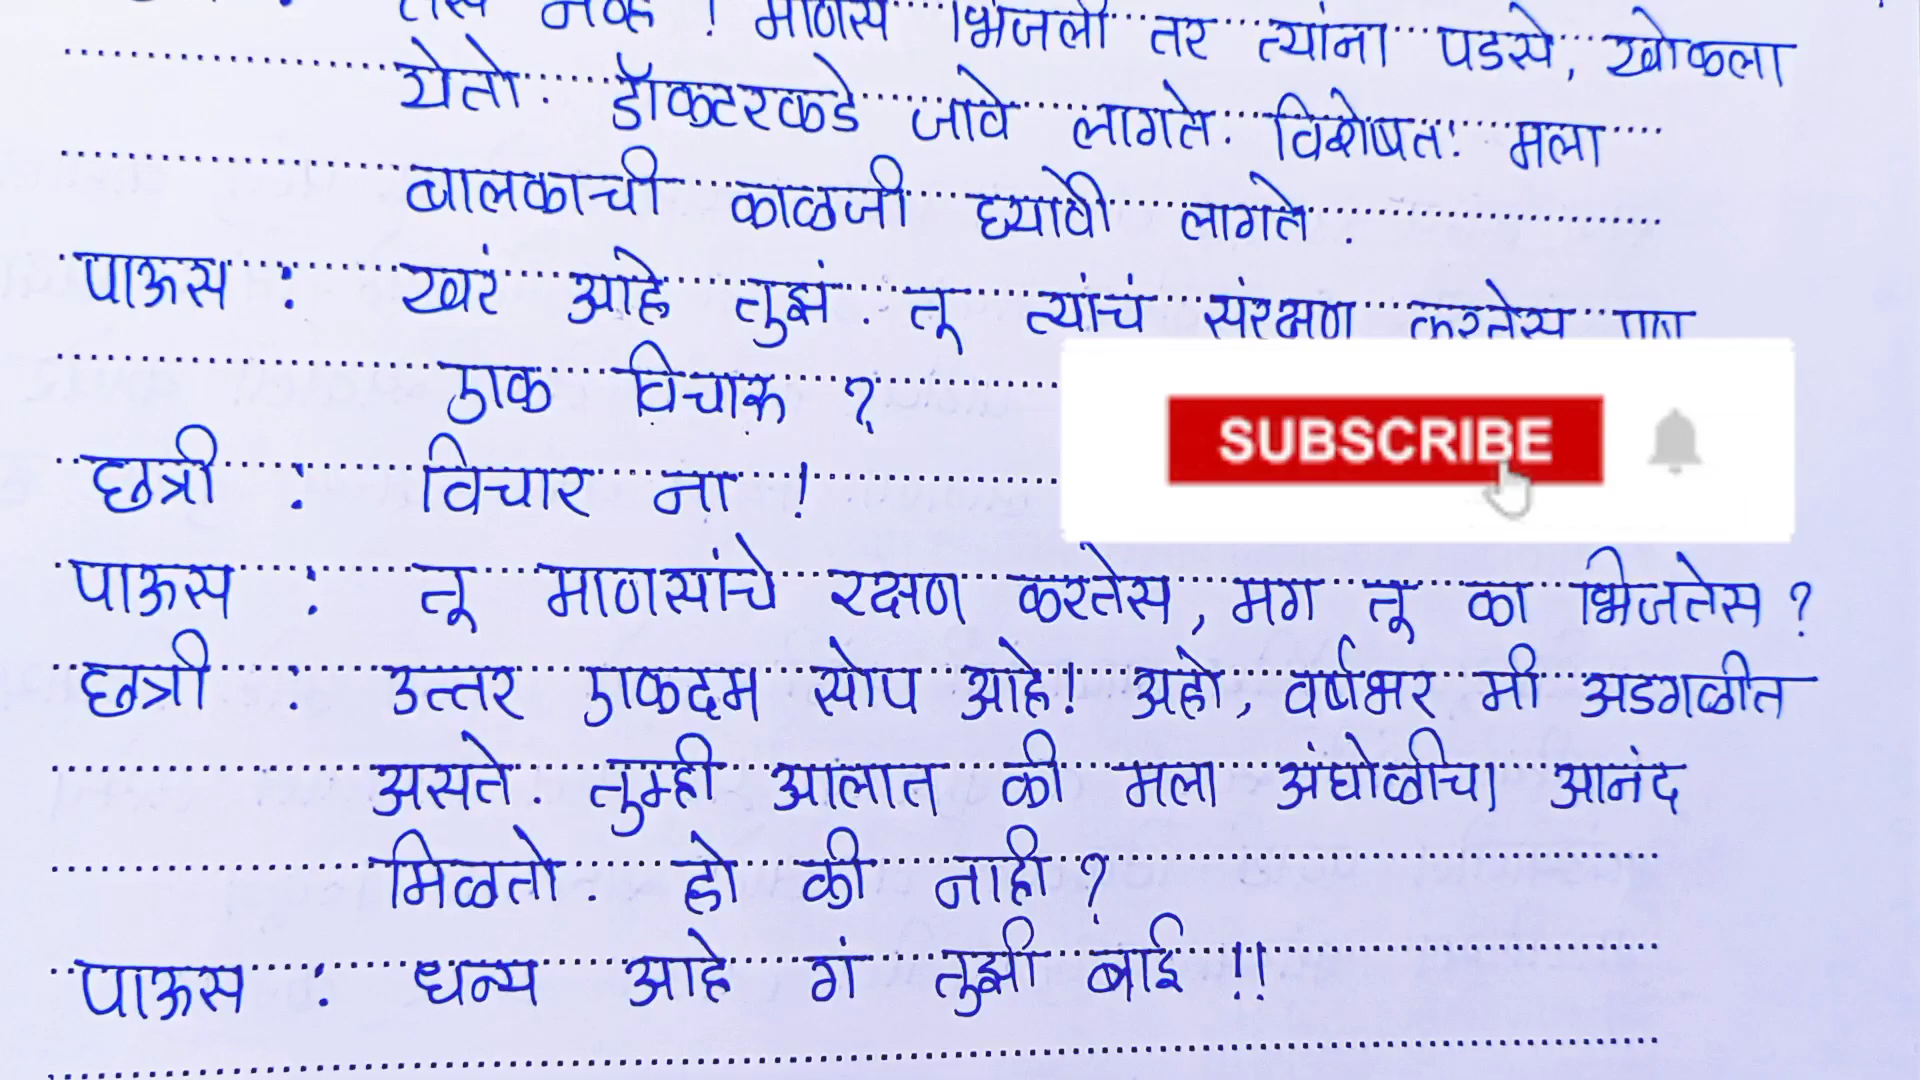 माणसं भिजली तर त्यांना पडसे, खोकला
येतो. डॉक्टरकडे जावे लागते. विशेषतः मला
बालकाची काळजी घ्यावी लागते.
पाऊस : खरं आहे तुझं. तू त्यांचं संरक्षण करतेस पण
एक विचारू ?
SUBSCRIBE
छत्री : विचार ना !
पाऊस : तू माणसांचे रक्षण करतेस, मग तू का भिजतेस ?
छत्री : उत्तर एकदम सोप आहे! अहो, वर्षभर मी अडगळीत
असते. तुम्ही आलात की मला अंघोळीचा आनंद
मिळतो. हो की नाही ?
पाऊस : धन्य आहे गं तुझी बाई !!